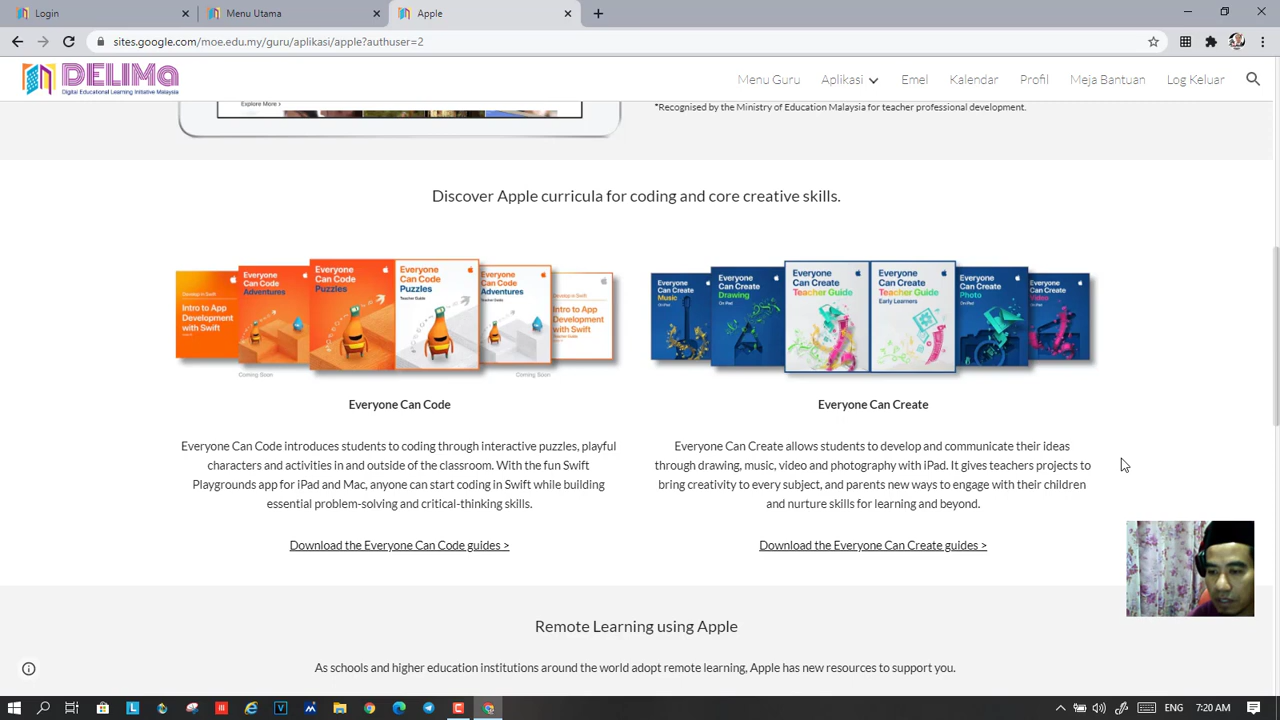 Login
Menu Utama
Apple
sites.google.com/moe.edu.my/guru/aplikasi/apple?authuser=2
DELIMa
Digital Educational Learning Initiative Malaysia
Menu Guru
Aplikasi
Emel
Kalendar
Profil
Meja Bantuan
Log Keluar
Explore More >
*Recognised by the Ministry of Education Malaysia for teacher professional development.
Discover Apple curricula for coding and core creative skills.
Develop in Swift
Intro to App
Development
with Swift
Everyone
Can Code
Adventures
Everyone
Can Code
Puzzles
Everyone
Can Code
Puzzles
Teacher Guide
Everyone
Can Code
Adventures
Teacher Guide
Develop in Swift
Intro to App
Development
with Swift
Teacher Guide
Coming Soon
Coming Soon
Everyone
Can Create
Music
On iPad
Everyone
Can Create
Drawing
On iPad
Everyone
Can Create
Teacher Guide
Everyone
Can Create
Teacher Guide
Early Learners
Everyone
Can Create
Photo
On iPad
Everyone
Can Create
Video
On iPad
Everyone Can Code
Everyone Can Code introduces students to coding through interactive puzzles, playful
characters and activities in and outside of the classroom. With the fun Swift
Playgrounds app for iPad and Mac, anyone can start coding in Swift while building
essential problem-solving and critical-thinking skills.
Download the Everyone Can Code guides >
Everyone Can Create
Everyone Can Create allows students to develop and communicate their ideas
through drawing, music, video and photography with iPad. It gives teachers projects to
bring creativity to every subject, and parents new ways to engage with their children
and nurture skills for learning and beyond.
Download the Everyone Can Create guides >
Remote Learning using Apple
As schools and higher education institutions around the world adopt remote learning, Apple has new resources to support you.
7:20 AM